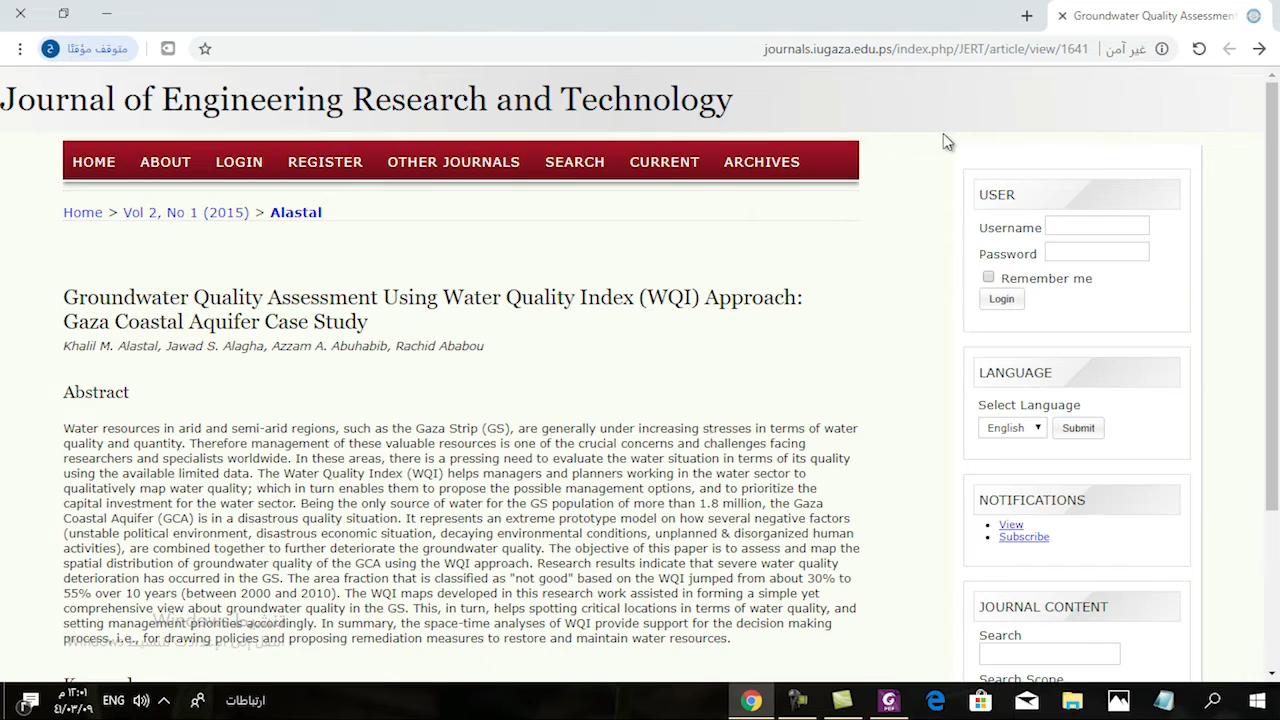 Groundwater Quality Assessment
journals.iugaza.edu.ps/index.php/JERT/article/view/1641
غير آمن
متوقف مؤقتًا
Journal of Engineering Research and Technology
HOME ABOUT LOGIN REGISTER OTHER JOURNALS SEARCH CURRENT ARCHIVES
Home > Vol 2, No 1 (2015) > Alastal
Groundwater Quality Assessment Using Water Quality Index (WQI) Approach:
Gaza Coastal Aquifer Case Study
Khalil M. Alastal, Jawad S. Alagha, Azzam A. Abuhabib, Rachid Ababou
Abstract
Water resources in arid and semi-arid regions, such as the Gaza Strip (GS), are generally under increasing stresses in terms of water
quality and quantity. Therefore management of these valuable resources is one of the crucial concerns and challenges facing
researchers and specialists worldwide. In these areas, there is a pressing need to evaluate the water situation in terms of its quality
using the available limited data. The Water Quality Index (WQI) helps managers and planners working in the water sector to
qualitatively map water quality; which in turn enables them to propose the possible management options, and to prioritize the
capital investment for the water sector. Being the only source of water for the GS population of more than 1.8 million, the Gaza
Coastal Aquifer (GCA) is in a disastrous quality situation. It represents an extreme prototype model on how several negative factors
(unstable political environment, disastrous economic situation, decaying environmental conditions, unplanned & disorganized human
activities), are combined together to further deteriorate the groundwater quality. The objective of this paper is to assess and map the
spatial distribution of groundwater quality of the GCA using the WQI approach. Research results indicate that severe water quality
deterioration has occurred in the GS. The area fraction that is classified as "not good" based on the WQI jumped from about 30% to
55% over 10 years (between 2000 and 2010). The WQI maps developed in this research work assisted in forming a simple yet
comprehensive view about groundwater quality in the GS. This, in turn, helps spotting critical locations in terms of water quality, and
setting management priorities accordingly. In summary, the space-time analyses of WQI provide support for the decision making
process, i.e., for drawing policies and proposing remediation measures to restore and maintain water resources.
تنشيط Windows
انتقل إلى الإعدادات لتنشيط Windows
USER
Username
Password
Remember me
Login
LANGUAGE
Select Language
English
Submit
NOTIFICATIONS
View
Subscribe
JOURNAL CONTENT
Search
Search Scope
ارتباطات
ENG
١٢:٠١ م
٤١/٠٣/٠٩